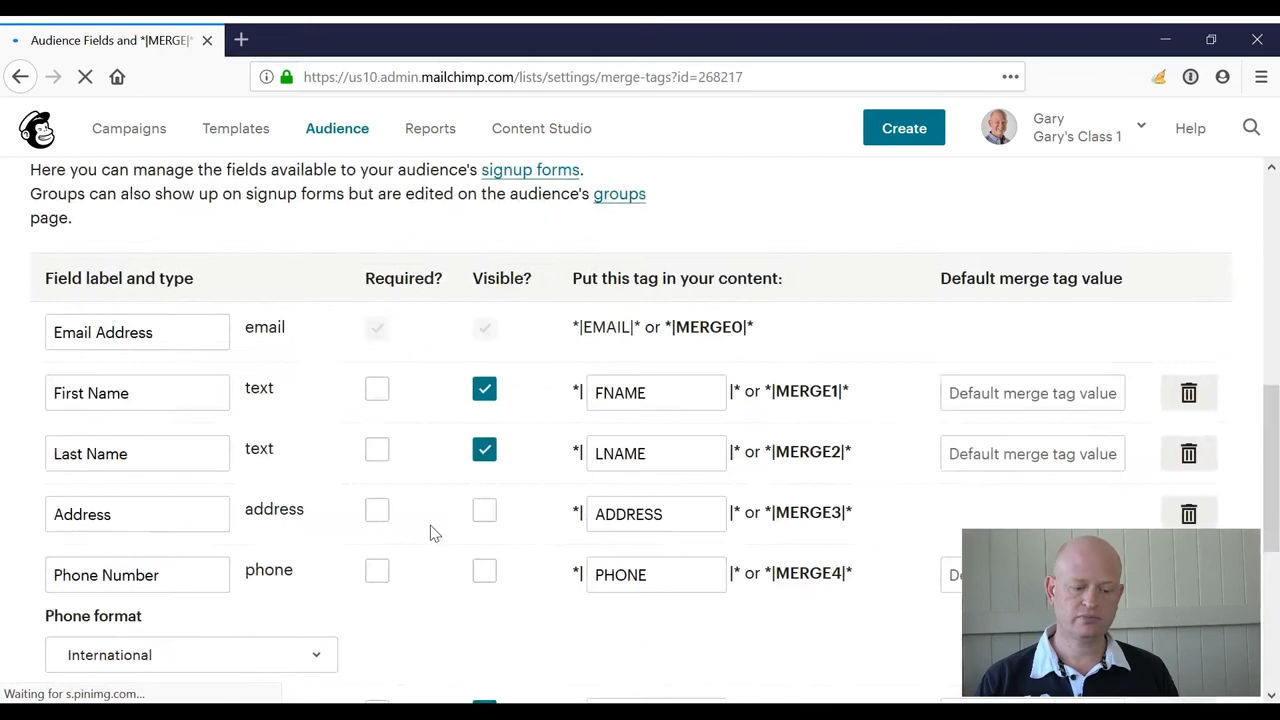 Audience Fields and *|MERGE|*
https://us10.admin.mailchimp.com/lists/settings/merge-tags?id=268217
Campaigns Templates Audience Reports Content Studio Create Gary Help
Gary's Class 1
Here you can manage the fields available to your audience's signup forms.
Groups can also show up on signup forms but are edited on the audience's groups
page.
Field label and type Required? Visible? Put this tag in your content: Default merge tag value
Email Address email *|EMAIL|* or *|MERGE0|*
First Name text *| FNAME |* or *|MERGE1|* Default merge tag value
Last Name text *| LNAME |* or *|MERGE2|* Default merge tag value
Address address *| ADDRESS |* or *|MERGE3|*
Phone Number phone *| PHONE |* or *|MERGE4|*
Phone format
International
Waiting for s.pinimg.com...